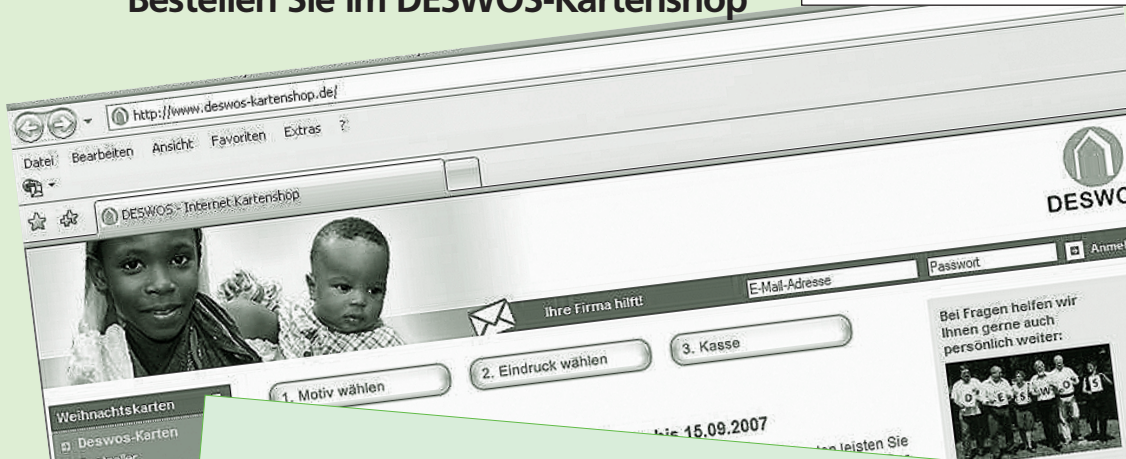 Bestellen Sie im DESWOS-Kartenshop
http://www.deswos-kartenshop.de/
Datei Bearbeiten Ansicht Favoriten Extras ?
DESWOS - Internet Kartenshop
DESWO
Ihre Firma hilft!
E-Mail-Adresse
Passwort
Anmel
1. Motiv wählen
2. Eindruck wählen
3. Kasse
Bei Fragen helfen wir
Ihnen gerne auch
persönlich weiter:
D E S W O S
Weihnachtskarten
Deswos-Karten
bis 15.09.2007
leisten Sie